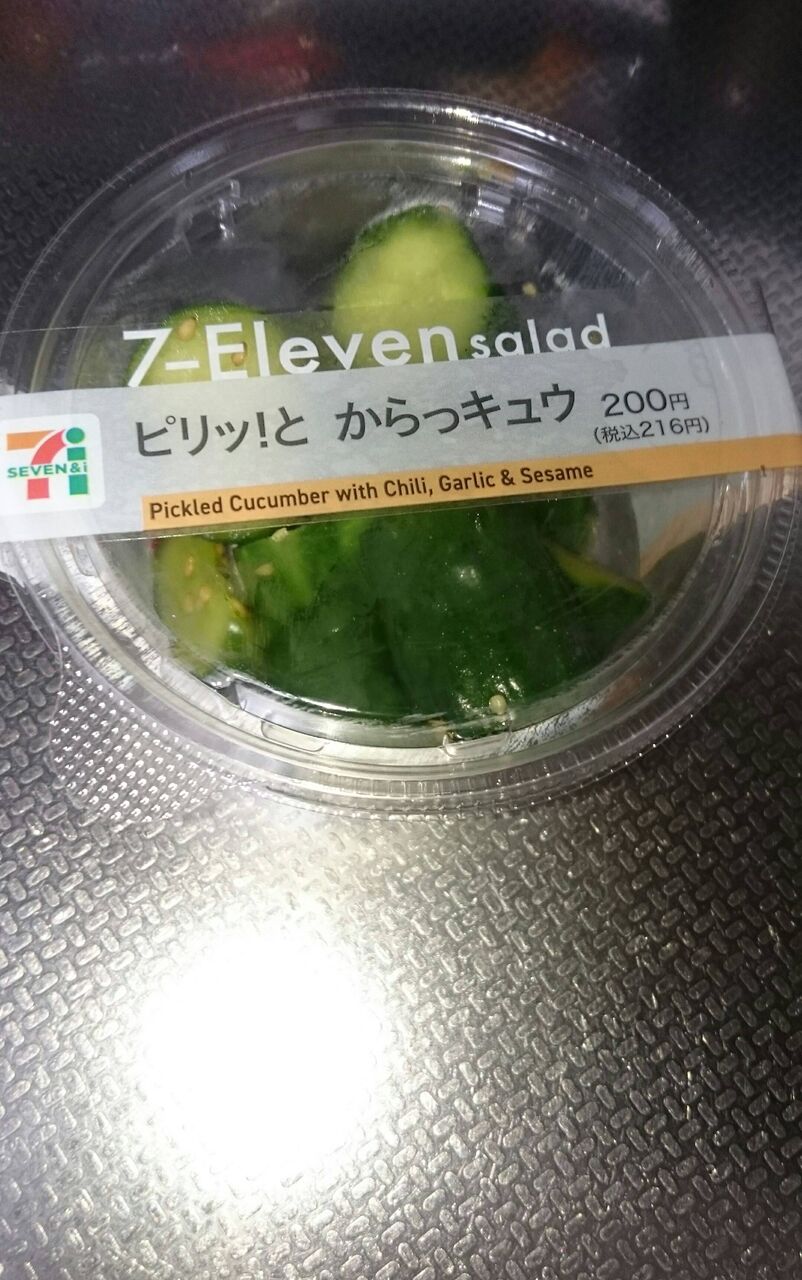 7-Eleven salad
ピリッ!と からっキュウ 200円
(税込216円)
SEVEN&i
Pickled Cucumber with Chili, Garlic & Sesame